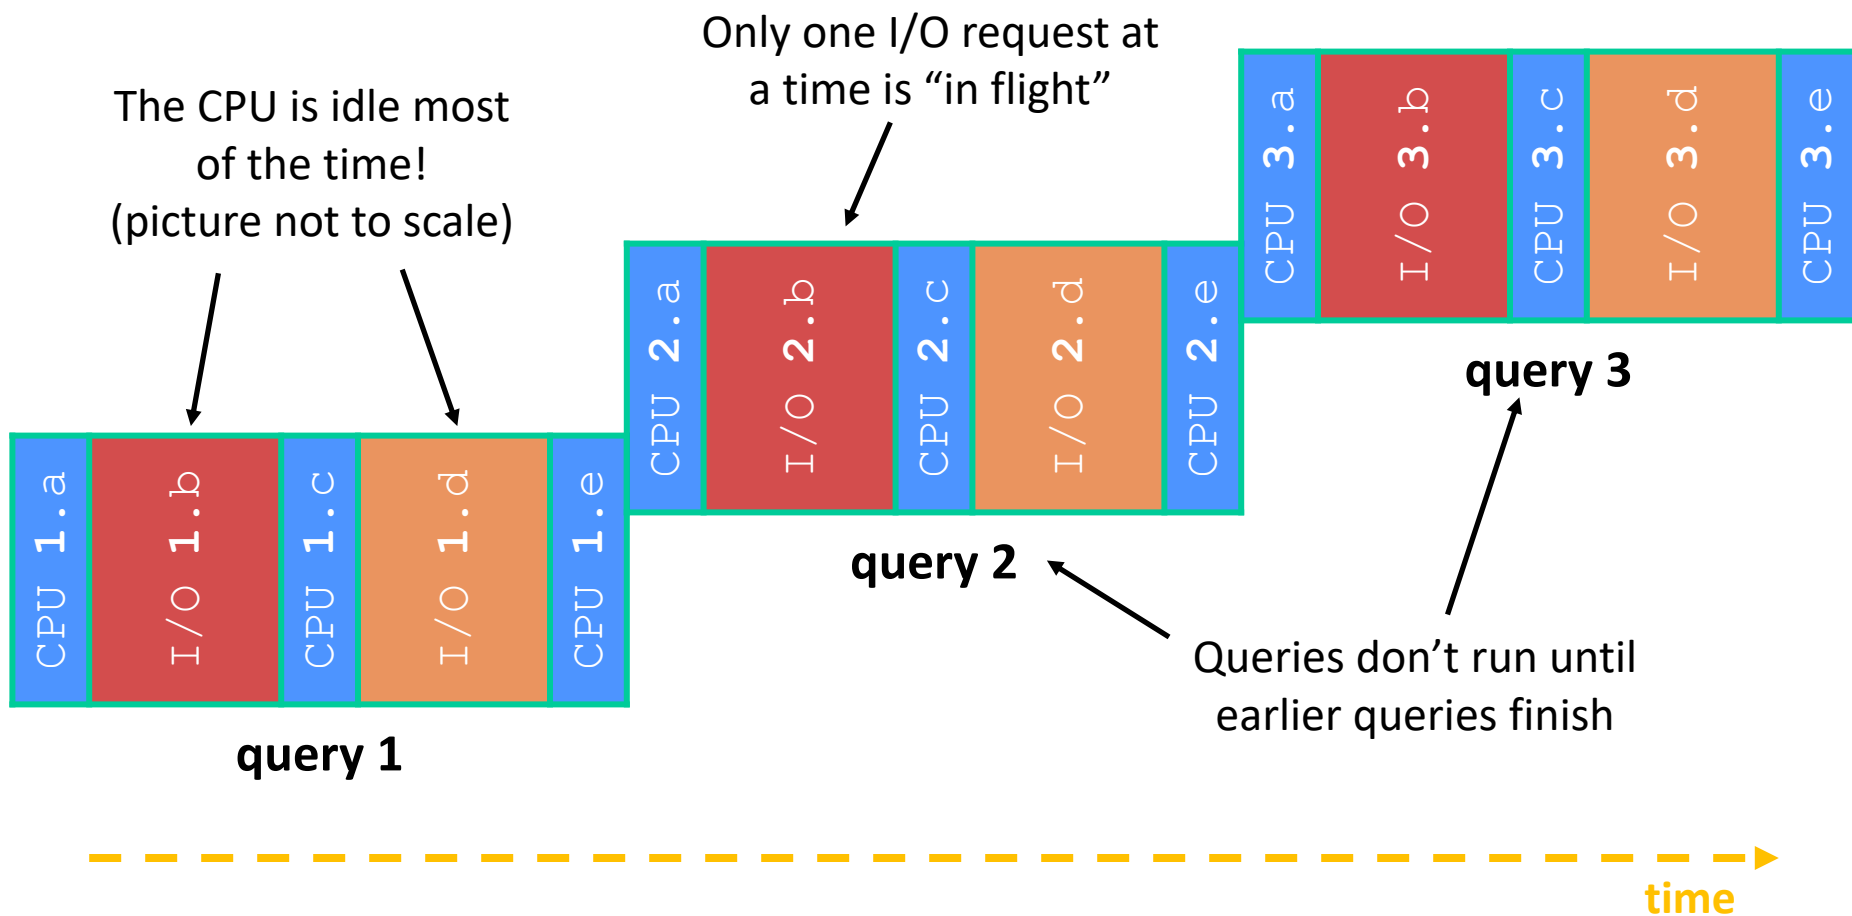 The CPU is idle most
of the time!
(picture not to scale)
Only one I/O request at
a time is “in flight”
CPU 1.a
I/O 1.b
CPU 1.c
I/O 1.d
CPU 1.e
query 1
CPU 2.a
I/O 2.b
CPU 2.c
I/O 2.d
CPU 2.e
query 2
CPU 3.a
I/O 3.b
CPU 3.c
I/O 3.d
CPU 3.e
query 3
Queries don’t run until
earlier queries finish
time